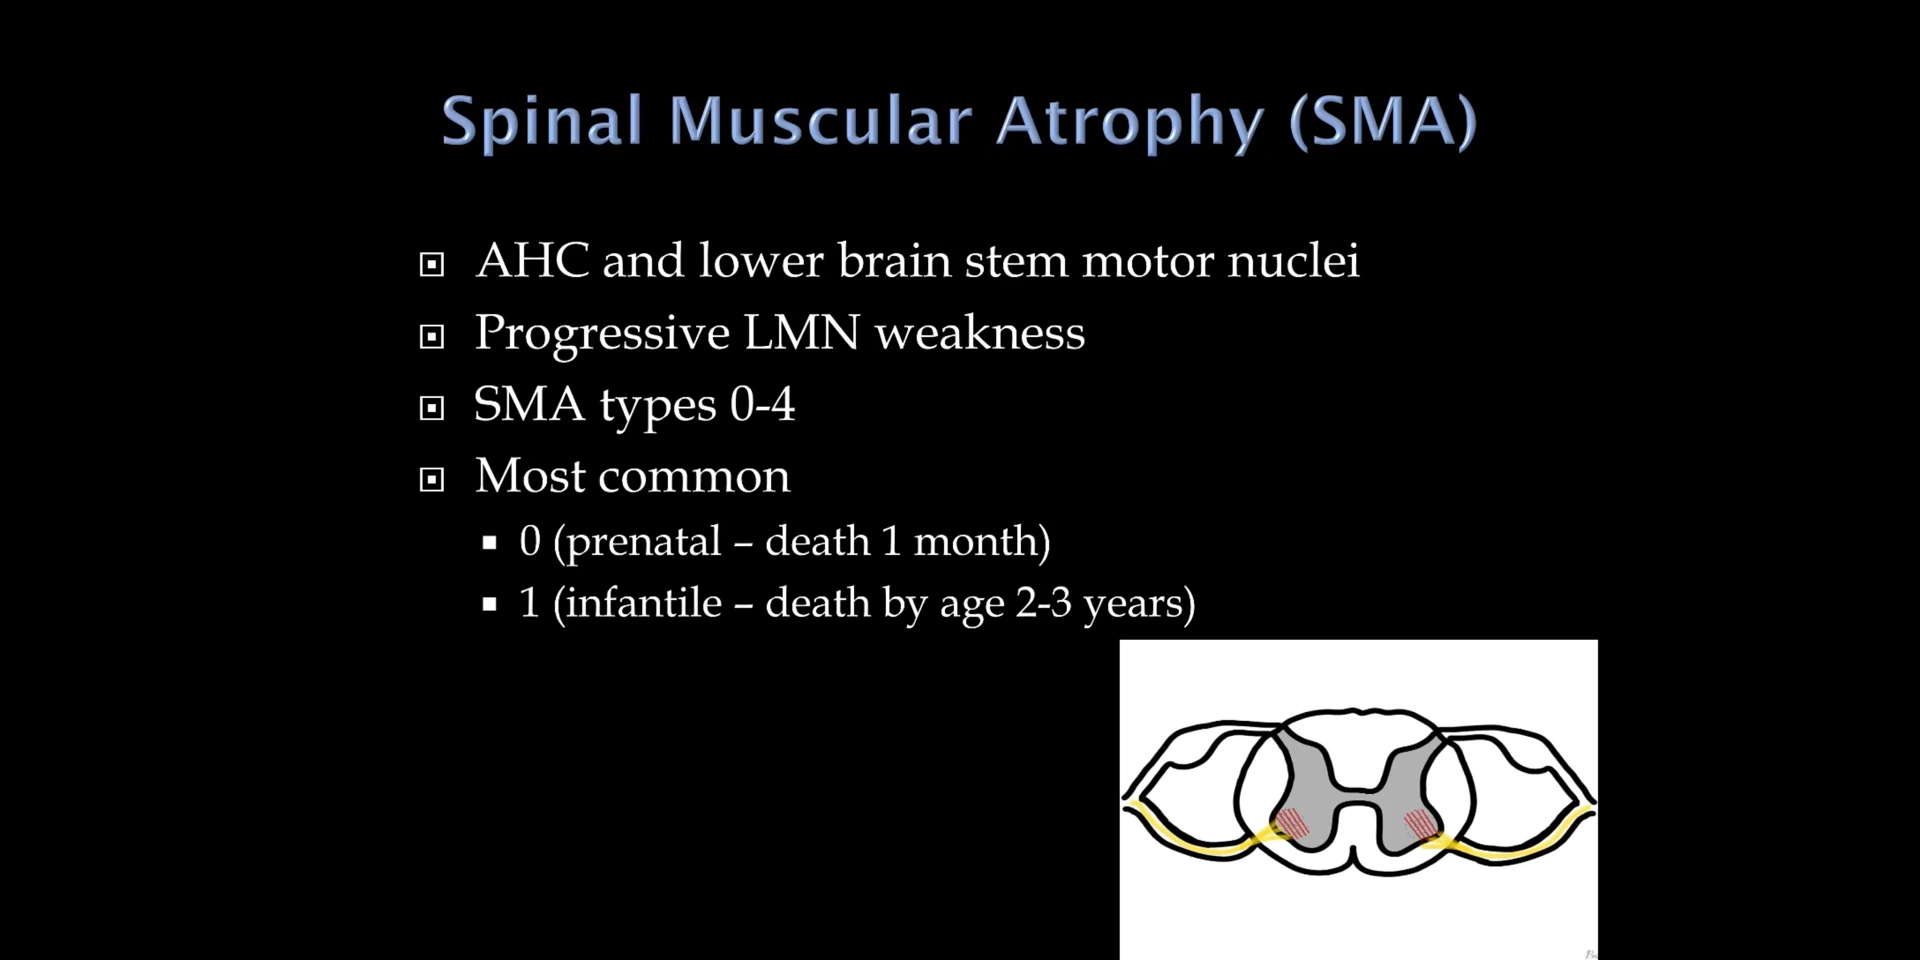 Spinal Muscular Atrophy (SMA)
AHC and lower brain stem motor nuclei
Progressive LMN weakness
SMA types 0-4
Most common
0 (prenatal – death 1 month)
1 (infantile – death by age 2-3 years)